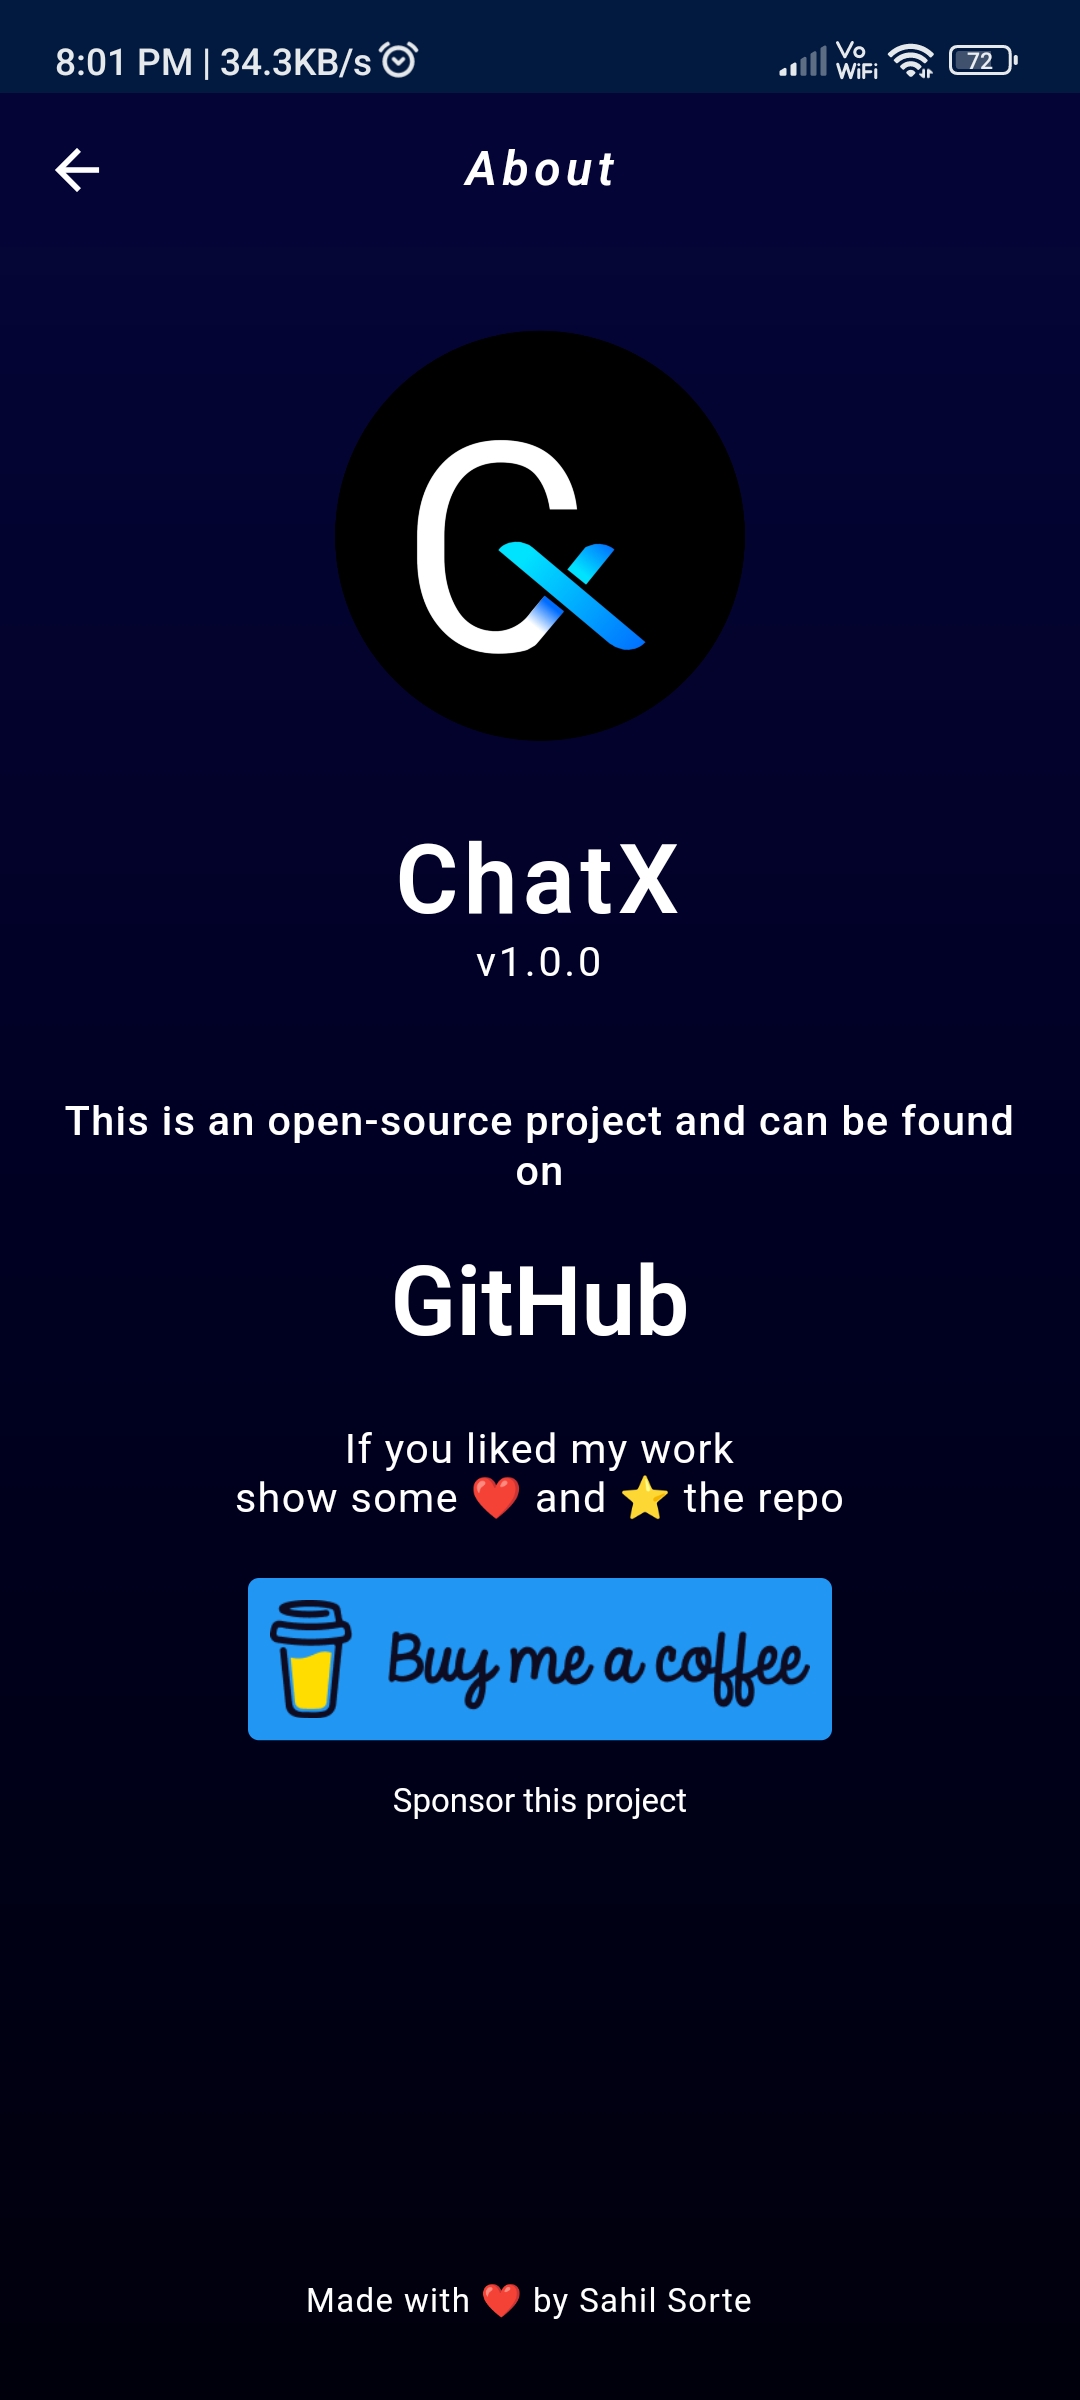 8:01 PM | 34.3KB/s
Vo
WiFi
72
About
Cx
ChatX
v1.0.0
This is an open-source project and can be found
on
GitHub
If you liked my work
show some ❤️ and ⭐ the repo
Buy me a coffee
Sponsor this project
Made with ❤️ by Sahil Sorte